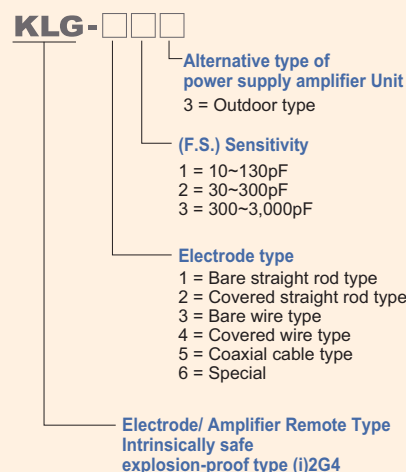 KLG-□□□
Alternative type of
power supply amplifier Unit
3 = Outdoor type
(F.S.) Sensitivity
1 = 10~130pF
2 = 30~300pF
3 = 300~3,000pF
Electrode type
1 = Bare straight rod type
2 = Covered straight rod type
3 = Bare wire type
4 = Covered wire type
5 = Coaxial cable type
6 = Special
Electrode/ Amplifier Remote Type
Intrinsically safe
explosion-proof type (i)2G4